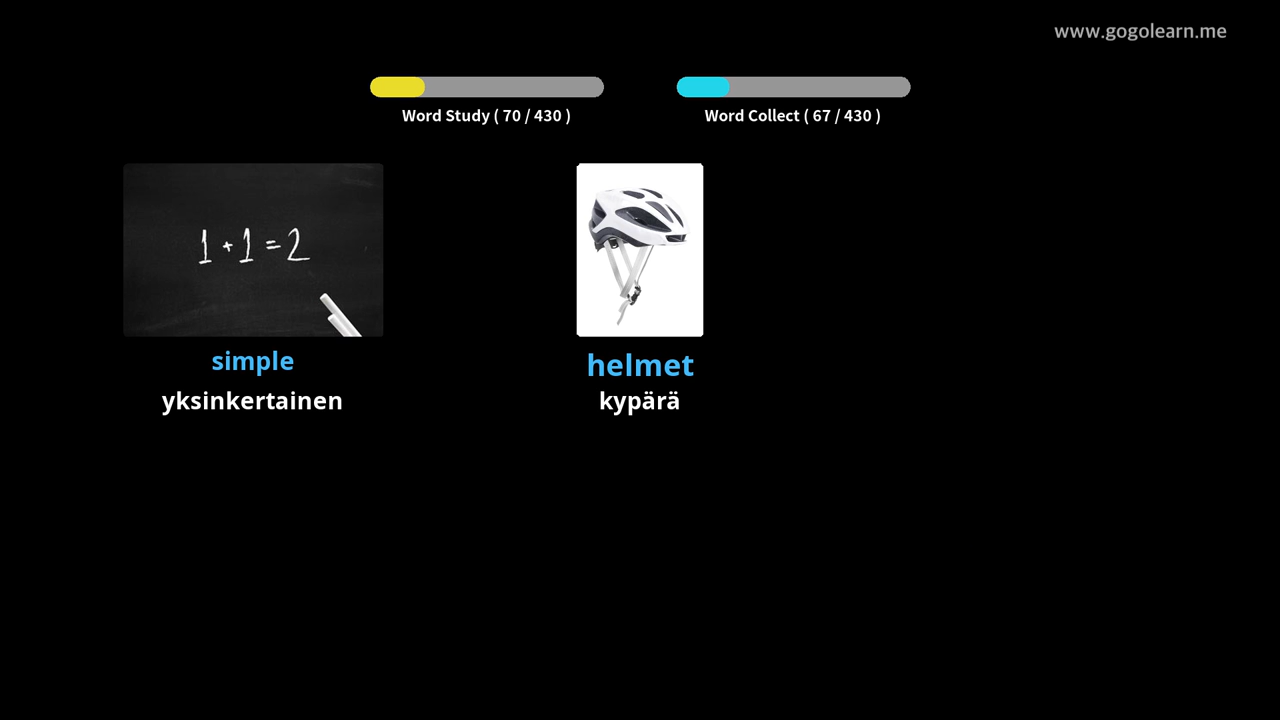 www.gogolearn.me
Word Study ( 70 / 430 )
Word Collect ( 67 / 430 )
1 + 1 = 2
simple
yksinkertainen
helmet
kypärä